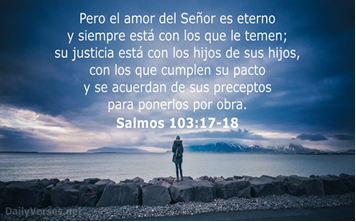 Pero el amor del Señor es eterno
y siempre está con los que le temen;
su justicia está con los hijos de sus hijos,
con los que cumplen su pacto
y se acuerdan de sus preceptos
para ponerlos por obra.
Salmos 103:17-18
DailyVerses.net